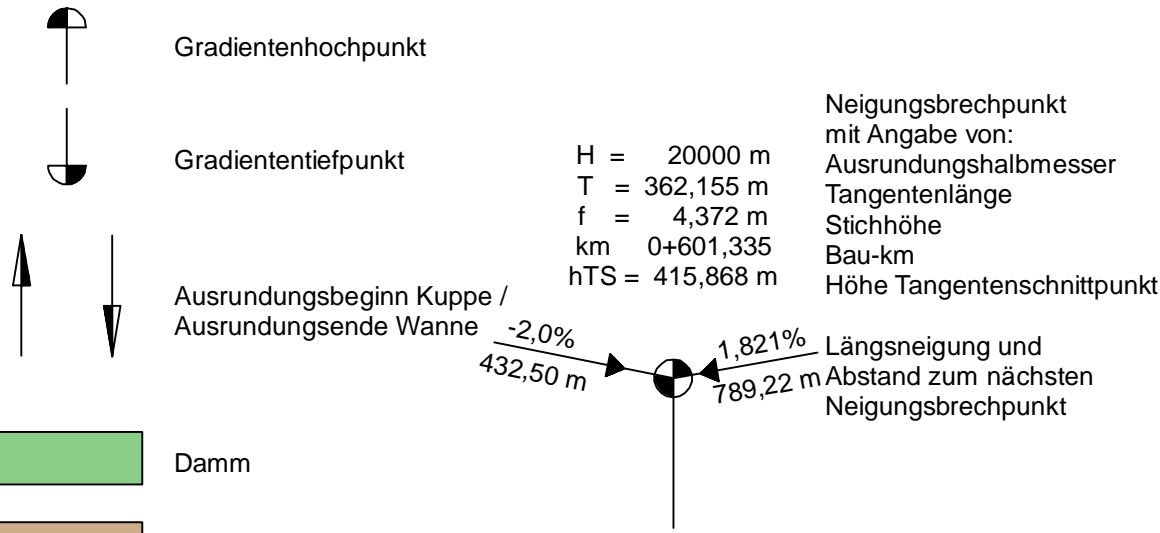 Gradientenhochpunkt
Gradiententiefpunkt
Ausrundungsbeginn Kuppe /
Ausrundungsende Wanne
Damm
H = 20000 m
T = 362,155 m
f = 4,372 m
km 0+601,335
hTS = 415,868 m
Neigungsbrechpunkt
mit Angabe von:
Ausrundungshalbmesser
Tangentenlänge
Stichhöhe
Bau-km
Höhe Tangentenschnittpunkt
-2,0%
432,50 m
1,821%
789,22 m
Längsneigung und
Abstand zum nächsten
Neigungsbrechpunkt